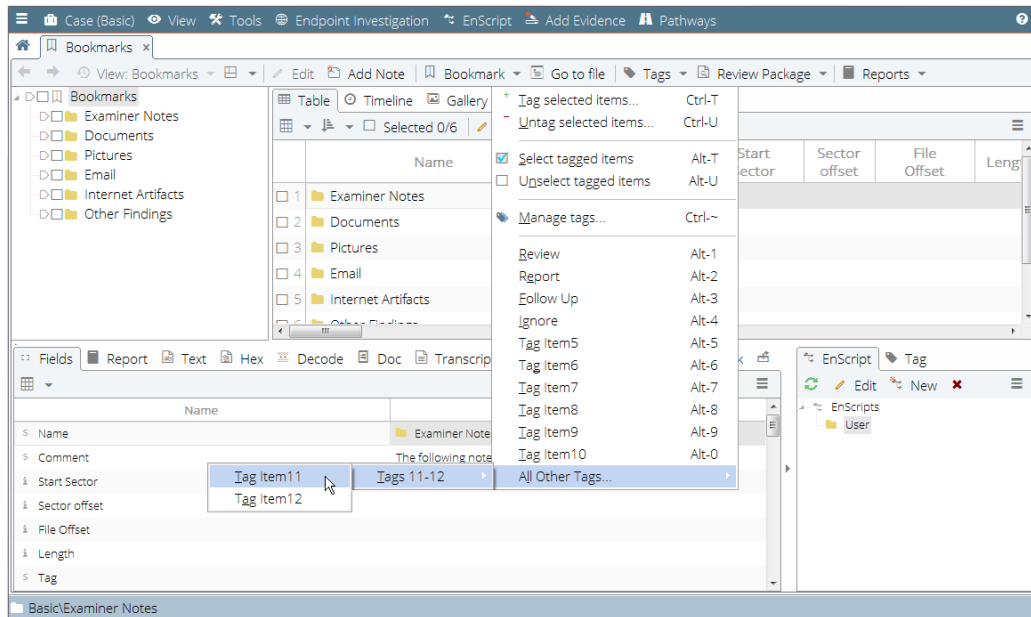 Case (Basic) View Tools Endpoint Investigation EnScript Add Evidence Pathways
Bookmarks
View: Bookmarks Edit Add Note Bookmark Go to file Tags Review Package Reports
Bookmarks
Examiner Notes
Documents
Pictures
Email
Internet Artifacts
Other Findings
Table Timeline Gallery
Selected 0/6
Name Start Sector Sector offset File Offset
1 Examiner Notes
2 Documents
3 Pictures
4 Email
5 Internet Artifacts
Tag selected items... Ctrl-T
Untag selected items... Ctrl-U
Select tagged items Alt-T
Unselect tagged items Alt-U
Manage tags... Ctrl-~
Review Alt-1
Report Alt-2
Follow Up Alt-3
Ignore Alt-4
Tag Item5 Alt-5
Tag Item6 Alt-6
Tag Item7 Alt-7
Tag Item8 Alt-8
Tag Item9 Alt-9
Tag Item10 Alt-0
All Other Tags...
Tags 11-12
Tag Item11
Tag Item12
Fields Report Text Hex Decode Doc Transcrip
Name
S Name Examiner Note
S Comment The following note
i Start Sector
i Sector offset
i File Offset
i Length
S Tag
EnScript Tag
Edit New
EnScripts
User
Basic\Examiner Notes